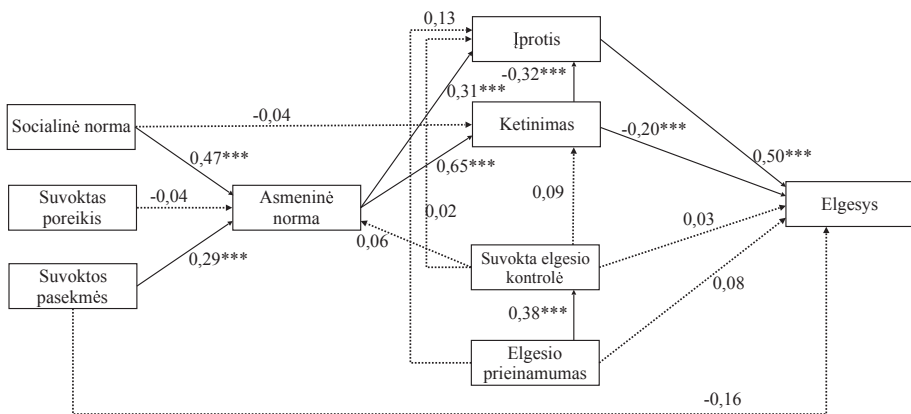 0,13
Įprotis
-0,32***
0,31***
Socialinė norma
-0,04
Ketinimas
-0,20***
0,47***
0,65***
0,50***
Suvoktas
poreikis
-0,04
Asmeninė
norma
0,02
0,09
Elgesys
0,06
0,03
0,29***
Suvokta elgesio
kontrolė
Suvoktos
pasekmės
0,08
0,38***
Elgesio
prieinamumas
-0,16